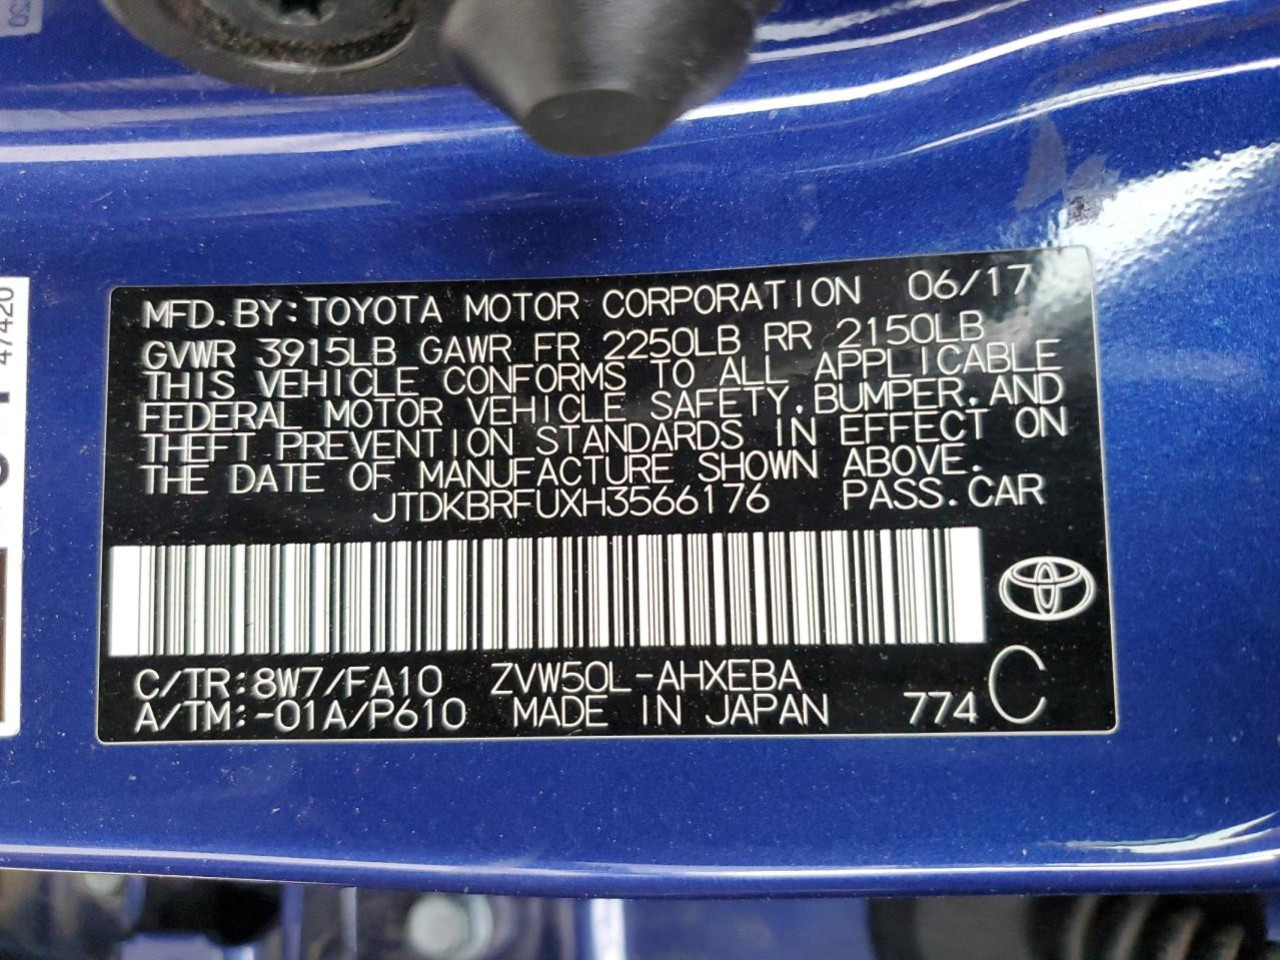 MFD. BY: TOYOTA MOTOR CORPORATION 06/17
GVWR 3915LB GAWR FR 2250LB RR 2150LB
THIS VEHICLE CONFORMS TO ALL APPLICABLE
FEDERAL MOTOR VEHICLE SAFETY, BUMPER, AND
THEFT PREVENTION STANDARDS IN EFFECT ON
THE DATE OF MANUFACTURE SHOWN ABOVE.
JTDKBRFUXH3566176 PASS. CAR
C/TR: 8W7/FA10 ZVW50L-AHXEBA
A/TM: -01A/P610 MADE IN JAPAN 774 C
47420